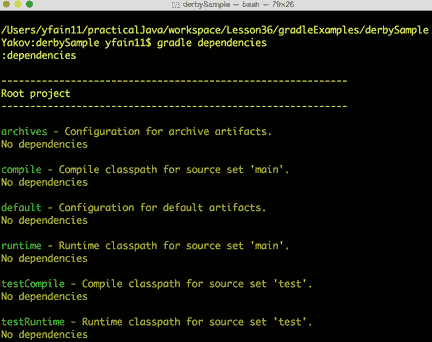 derbySample — bash — 79×26
/Users/yfain11/practicalJava/workspace/Lesson36/gradleExamples/derbySample
Yakov:derbySample yfain11$ gradle dependencies
:dependencies
------------------------------------------------------------
Root project
------------------------------------------------------------
archives - Configuration for archive artifacts.
No dependencies
compile - Compile classpath for source set 'main'.
No dependencies
default - Configuration for default artifacts.
No dependencies
runtime - Runtime classpath for source set 'main'.
No dependencies
testCompile - Compile classpath for source set 'test'.
No dependencies
testRuntime - Runtime classpath for source set 'test'.
No dependencies